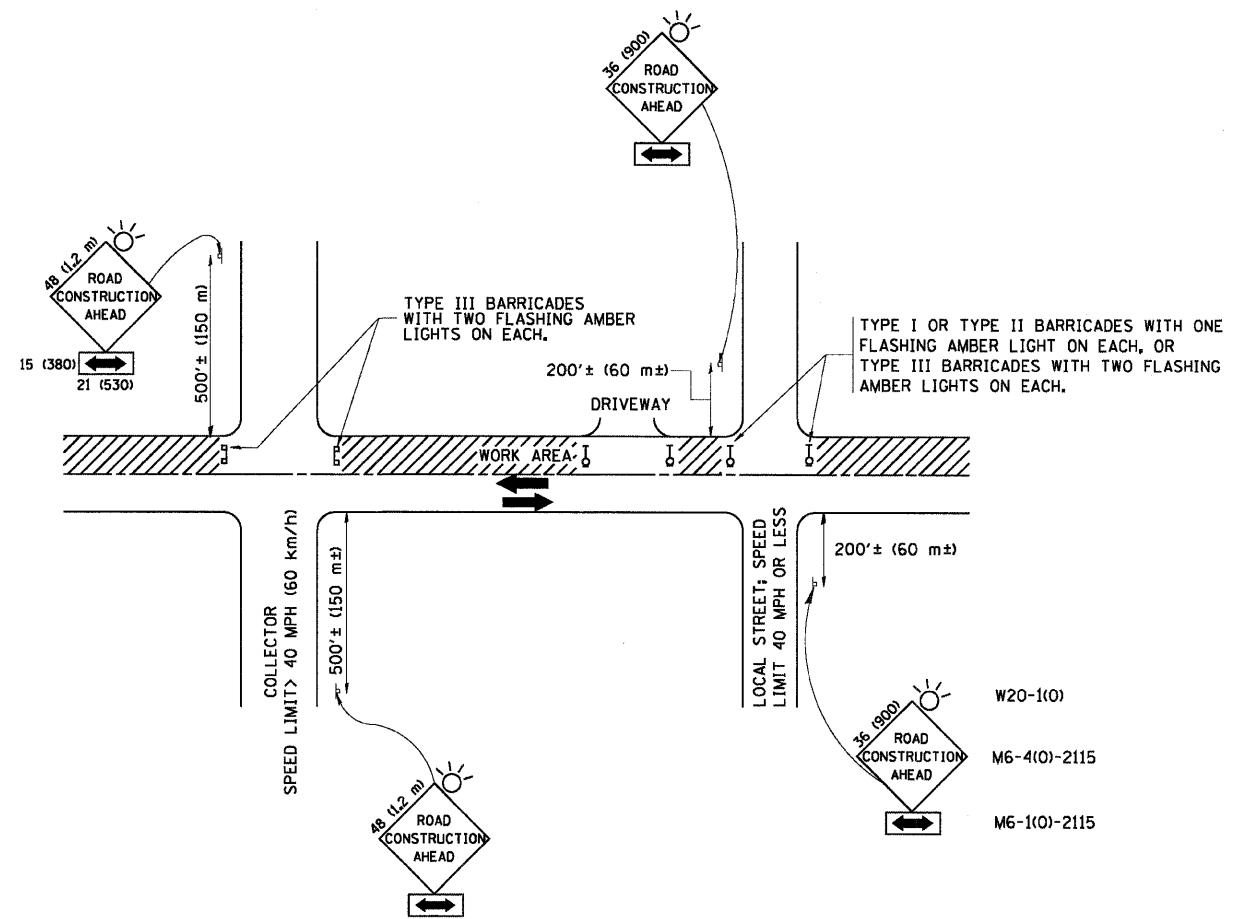 36 (900)
ROAD
CONSTRUCTION
AHEAD
48 (1.2 m)
ROAD
CONSTRUCTION
AHEAD
15 (380)
21 (530)
500'± (150 m)
TYPE III BARRICADES
WITH TWO FLASHING AMBER
LIGHTS ON EACH.
200'± (60 m±)
DRIVEWAY
TYPE I OR TYPE II BARRICADES WITH ONE
FLASHING AMBER LIGHT ON EACH, OR
TYPE III BARRICADES WITH TWO FLASHING
AMBER LIGHTS ON EACH.
WORK AREA
COLLECTOR
SPEED LIMIT> 40 MPH (60 km/h)
500'± (150 m±)
LOCAL STREET; SPEED
LIMIT 40 MPH OR LESS
200'± (60 m±)
48 (1.2 m)
ROAD
CONSTRUCTION
AHEAD
36 (900)
ROAD
CONSTRUCTION
AHEAD
W20-1(O)
M6-4(O)-2115
M6-1(O)-2115